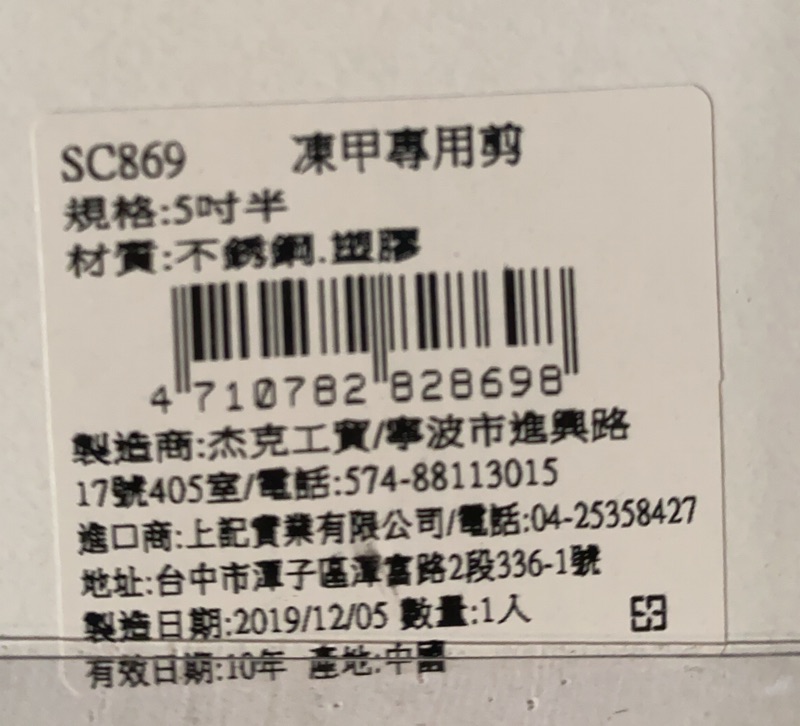 SC869 凍甲專用剪
規格:5吋半
材質:不銹鋼.塑膠
4 710782 828698
製造商:杰克工貿/寧波市進興路
17號405室/電話:574-88113015
進口商:上記實業有限公司/電話:04-25358427
地址:台中市潭子區潭富路2段336-1號
製造日期:2019/12/05 數量:1入
有效日期:10年 產地:中國